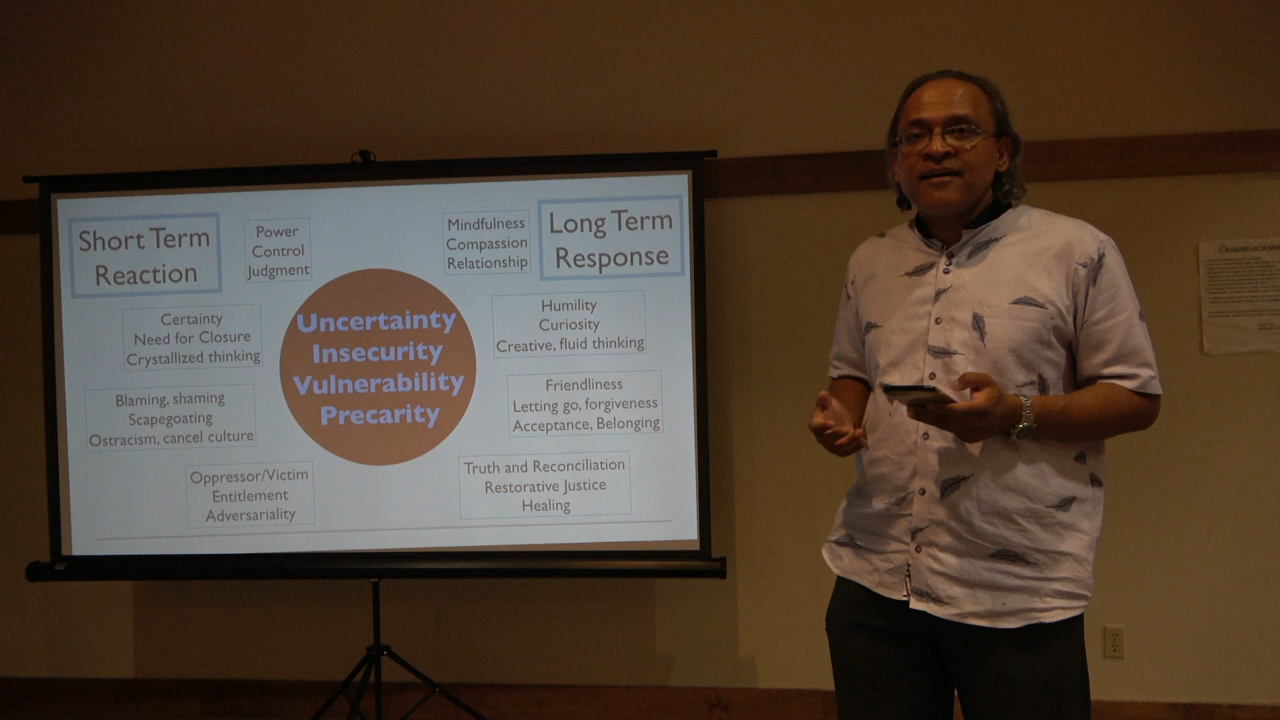 Short Term
Reaction
Power
Control
Judgment
Mindfulness
Compassion
Relationship
Long Term
Response
Certainty
Need for Closure
Crystallized thinking
Uncertainty
Insecurity
Vulnerability
Precarity
Humility
Curiosity
Creative, fluid thinking
Blaming, shaming
Scapegoating
Ostracism, cancel culture
Friendliness
Letting go, forgiveness
Acceptance, Belonging
Oppressor/Victim
Entitlement
Adversariality
Truth and Reconciliation
Restorative Justice
Healing